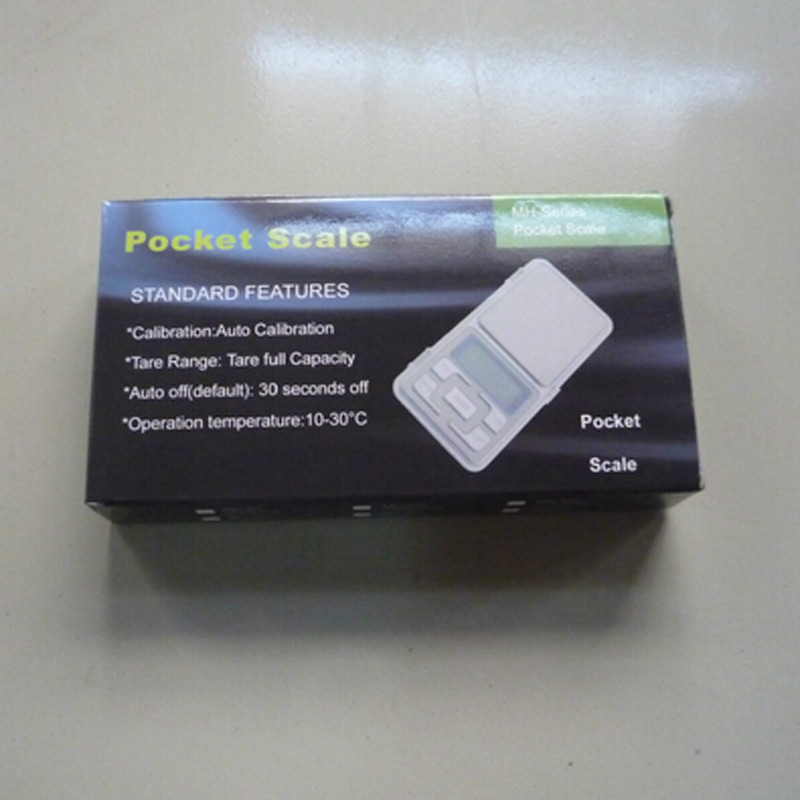 Pocket Scale
MH-Series
Pocket Scale
STANDARD FEATURES
*Calibration:Auto Calibration
*Tare Range: Tare full Capacity
*Auto off(default): 30 seconds off
*Operation temperature:10-30°C
Pocket
Scale